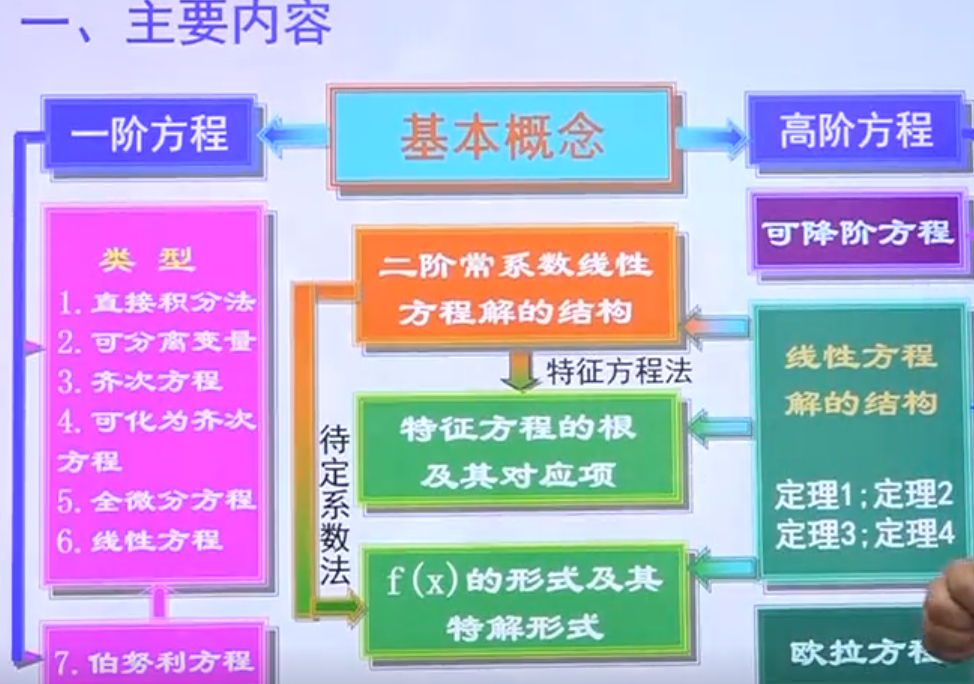 一、主要内容
一阶方程
基本概念
高阶方程
类 型
1.直接积分法
2.可分离变量
3.齐次方程
4.可化为齐次
方程
5.全微分方程
6.线性方程
7.伯努利方程
二阶常系数线性
方程解的结构
特征方程法
特征方程的根
及其对应项
待定系数法
f(x)的形式及其
特解形式
可降阶方程
线性方程
解的结构
定理1;定理2
定理3;定理4
欧拉方程